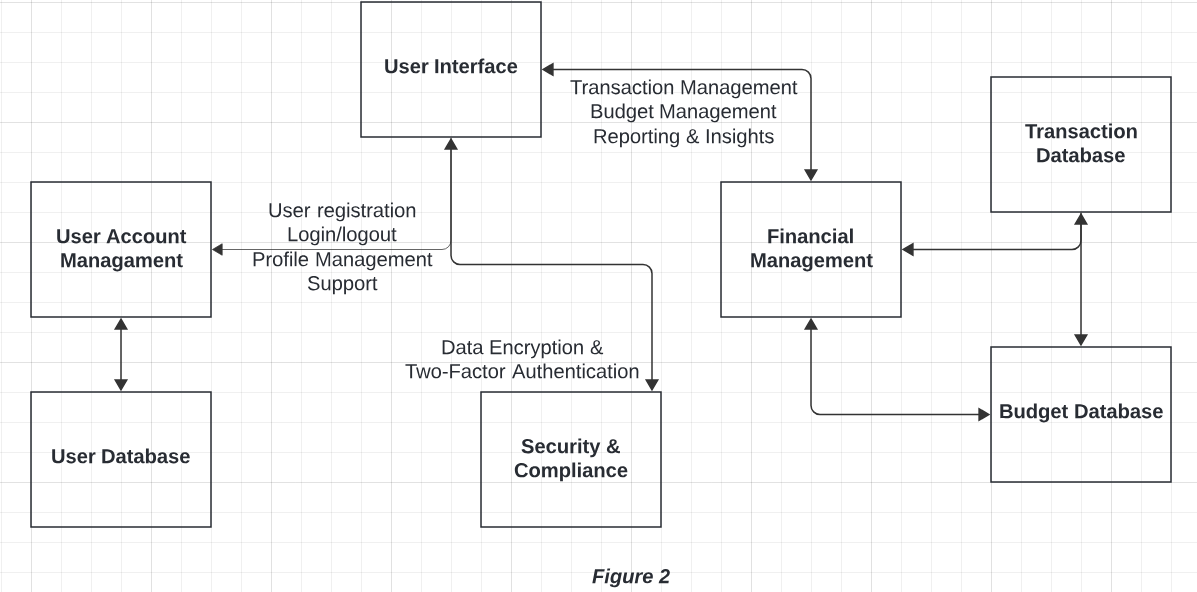 User Interface
Transaction Management
Budget Management
Reporting & Insights
Transaction
Database
User Account
Managament
User registration
Login/logout
Profile Management
Support
Financial
Management
Data Encryption &
Two-Factor Authentication
Budget Database
User Database
Security &
Compliance
Figure 2